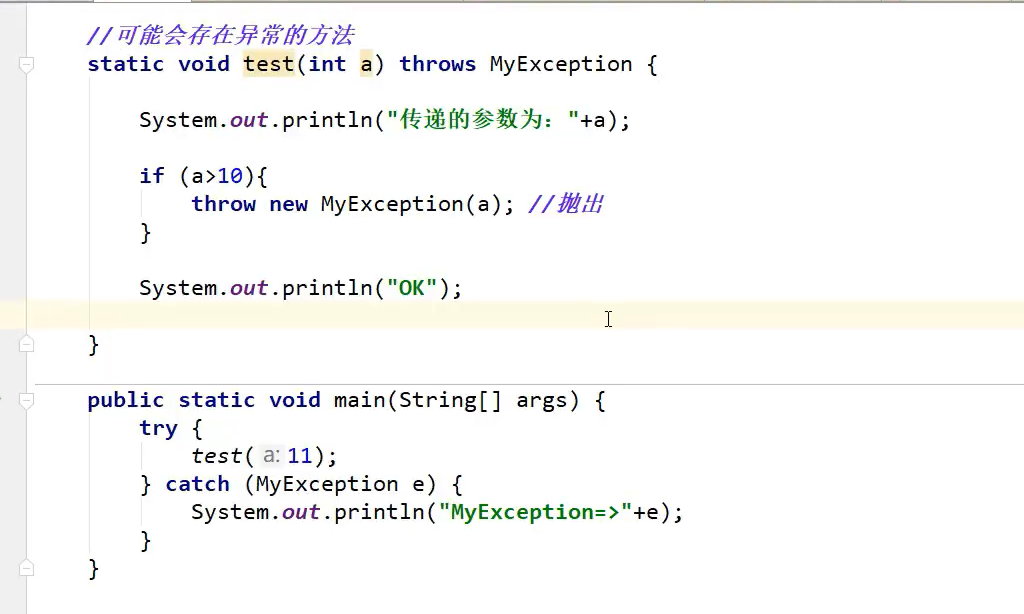 //可能会存在异常的方法
static void test(int a) throws MyException {
System.out.println("传递的参数为："+a);
if (a>10){
throw new MyException(a); //抛出
}
System.out.println("OK");
}
public static void main(String[] args) {
try {
test( a: 11);
} catch (MyException e) {
System.out.println("MyException=>"+e);
}
}